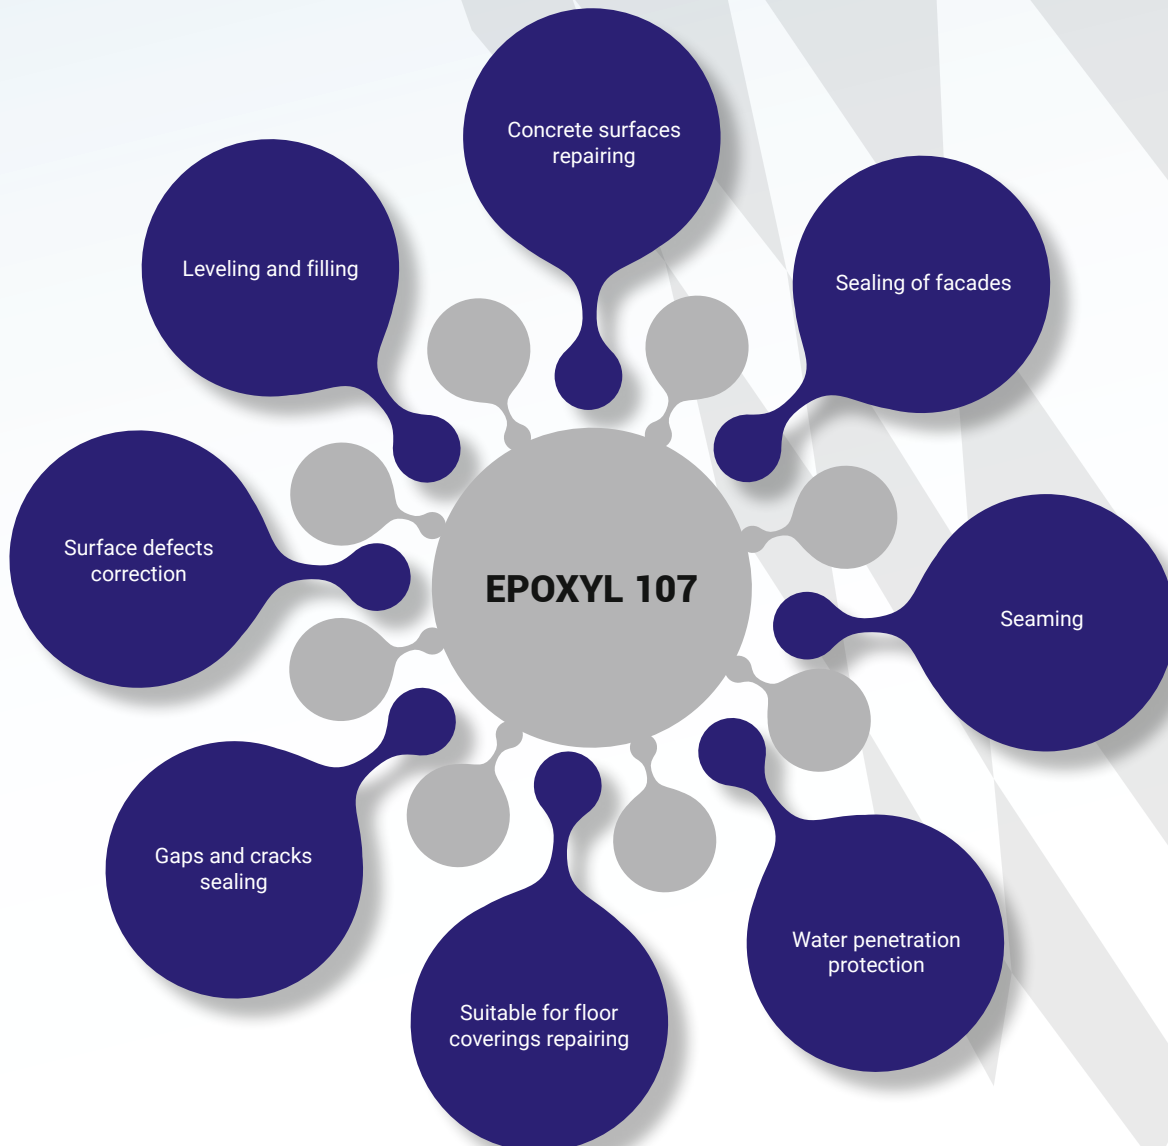 Concrete surfaces
repairing
Leveling and filling
Sealing of facades
Surface defects
correction
EPOXYL 107
Seaming
Gaps and cracks
sealing
Water penetration
protection
Suitable for floor
coverings repairing